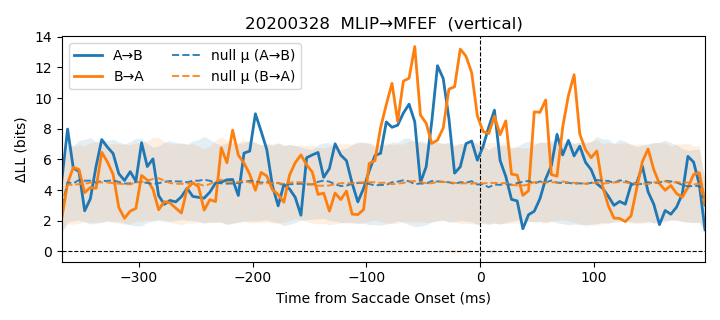 20200328  MLIP→MFEF  (vertical)
14
12
10
8
6
4
2
0
ΔLL (bits)
A→B
B→A
null μ (A→B)
null μ (B→A)
−300
−200
−100
0
100
Time from Saccade Onset (ms)